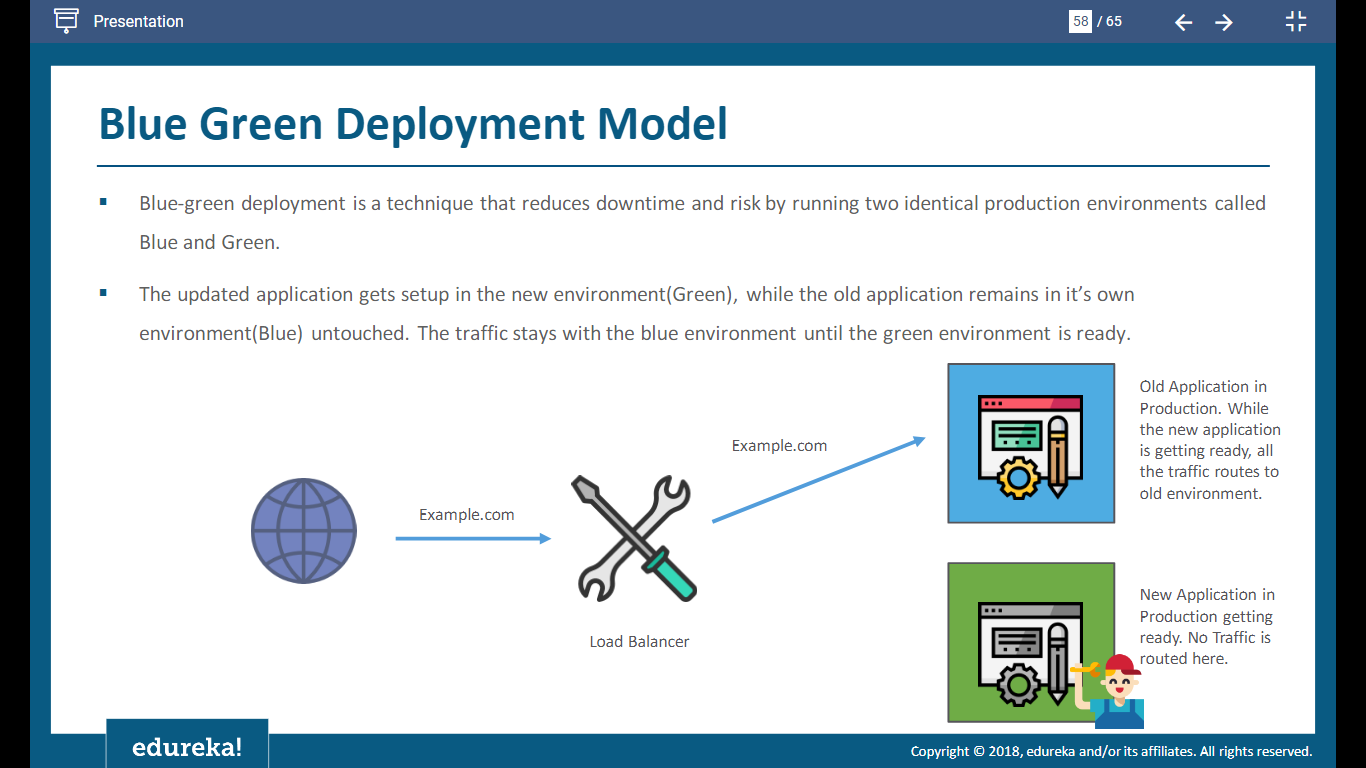 Presentation
58 / 65
Blue Green Deployment Model
Blue-green deployment is a technique that reduces downtime and risk by running two identical production environments called
Blue and Green.
The updated application gets setup in the new environment(Green), while the old application remains in it’s own
environment(Blue) untouched. The traffic stays with the blue environment until the green environment is ready.
Example.com
Load Balancer
Example.com
Old Application in
Production. While
the new application
is getting ready, all
the traffic routes to
old environment.
New Application in
Production getting
ready. No Traffic is
routed here.
edureka!
Copyright © 2018, edureka and/or its affiliates. All rights reserved.